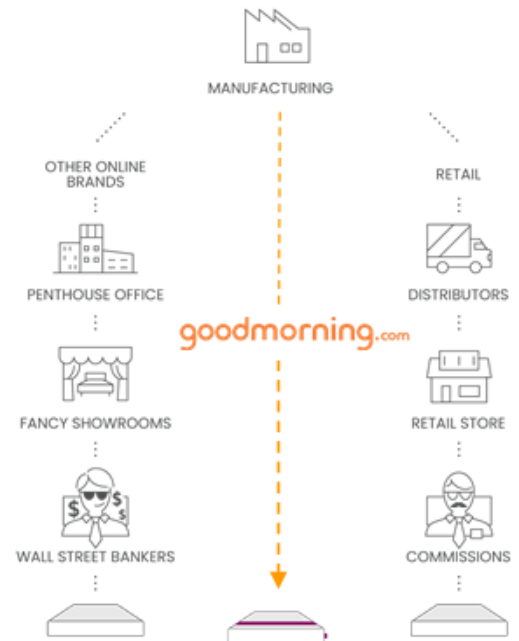 MANUFACTURING
OTHER ONLINE
BRANDS
RETAIL
PENTHOUSE OFFICE
DISTRIBUTORS
goodmorning.com
FANCY SHOWROOMS
RETAIL STORE
$ $
$
WALL STREET BANKERS
COMMISSIONS